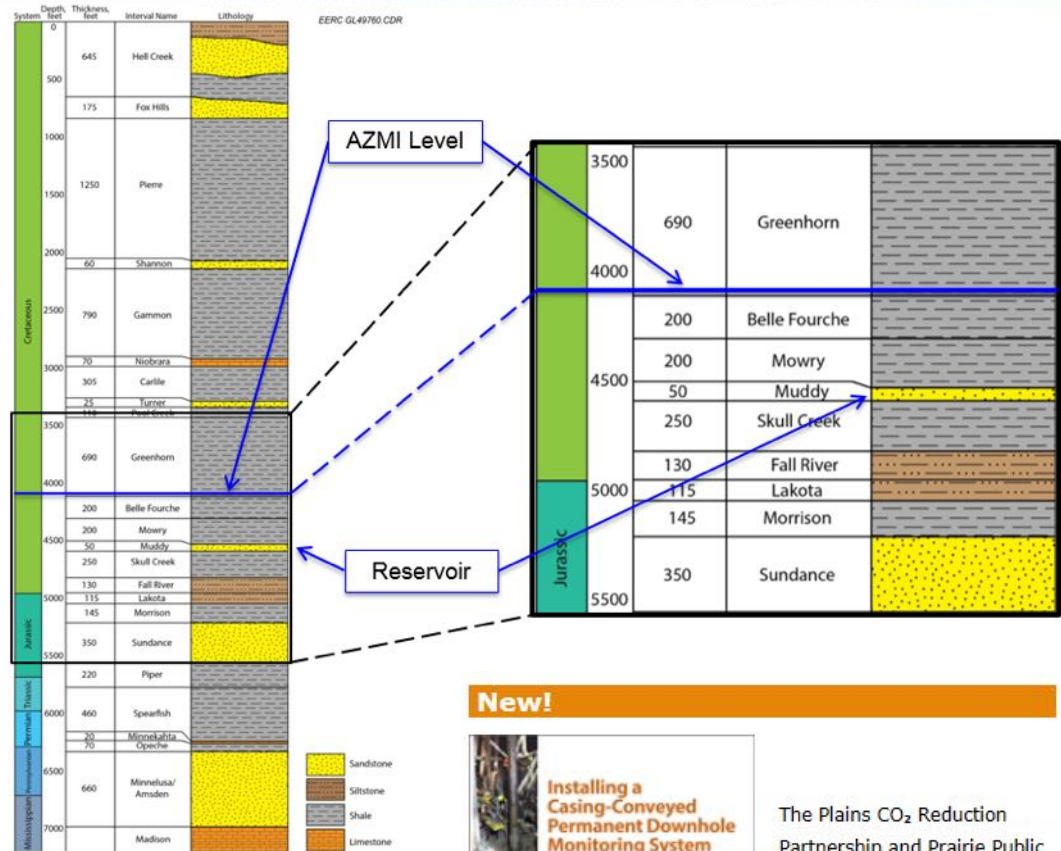 System Depth, feet Thickness, feet Interval Name Lithology
EERC GL49760.CDR
0
645 Hell Creek
500
175 Fox Hills
1000
1250 Pierre
1500
2000
60 Shannon
790 Gammon
2500
70 Niobrara
3000
305 Carlile
25 Turner
3500
690 Greenhorn
4000
200 Belle Fourche
200 Mowry
4500
50 Muddy
250 Skull Creek
130 Fall River
5000
115 Lakota
145 Morrison
350 Sundance
5500
220 Piper
6000
460 Spearfish
20 Minnekahta
70 Opeche
6500
660 Minnelusa/
Amsden
7000
Madison
Cretaceous
Jurassic
Triassic
Permian
Pennsylvanian
Mississippian
AZMI Level
Reservoir
3500
690 Greenhorn
4000
200 Belle Fourche
200 Mowry
4500
50 Muddy
250 Skull Creek
130 Fall River
5000
115 Lakota
145 Morrison
350 Sundance
5500
Jurassic
Sandstone
Siltstone
Shale
Limestone
New!
Installing a
Casing-Conveyed
Permanent Downhole
Monitoring System
The Plains CO₂ Reduction
Partnership and Prairie Public